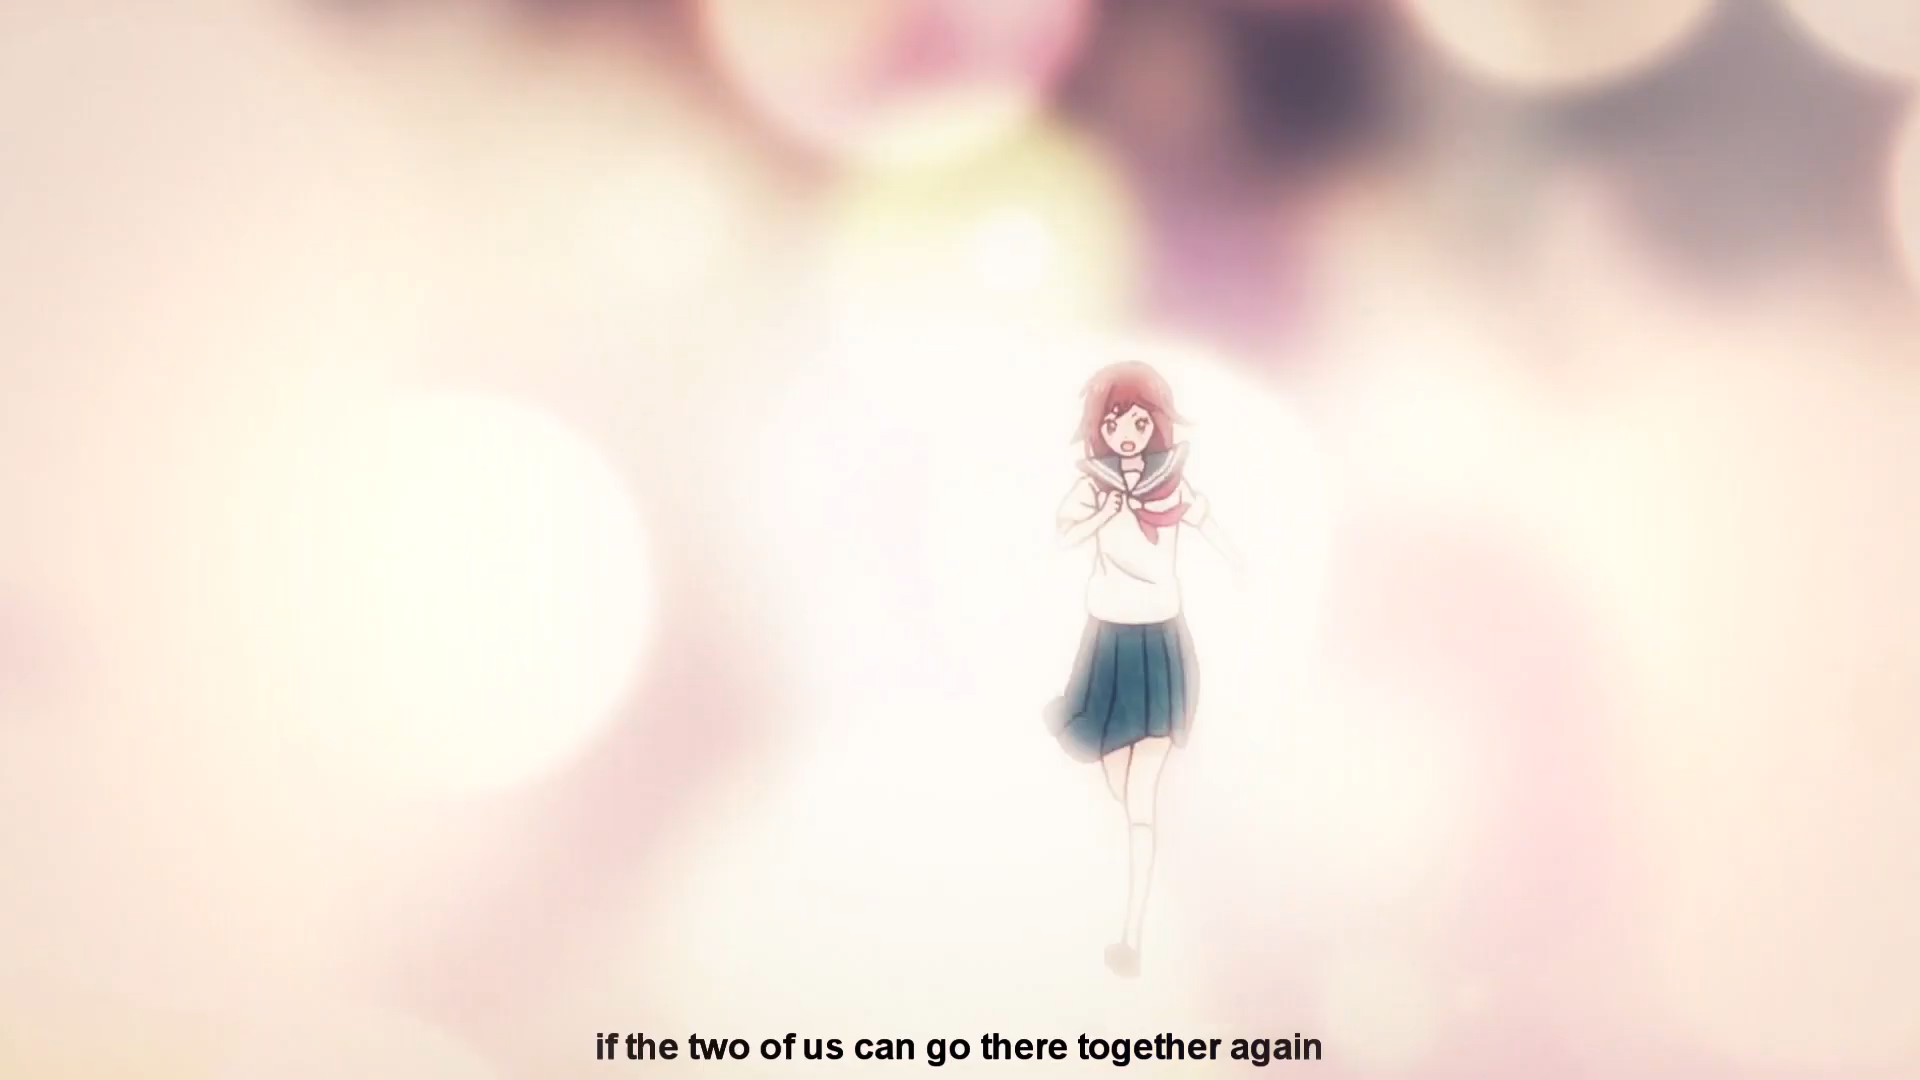 if the two of us can go there together again